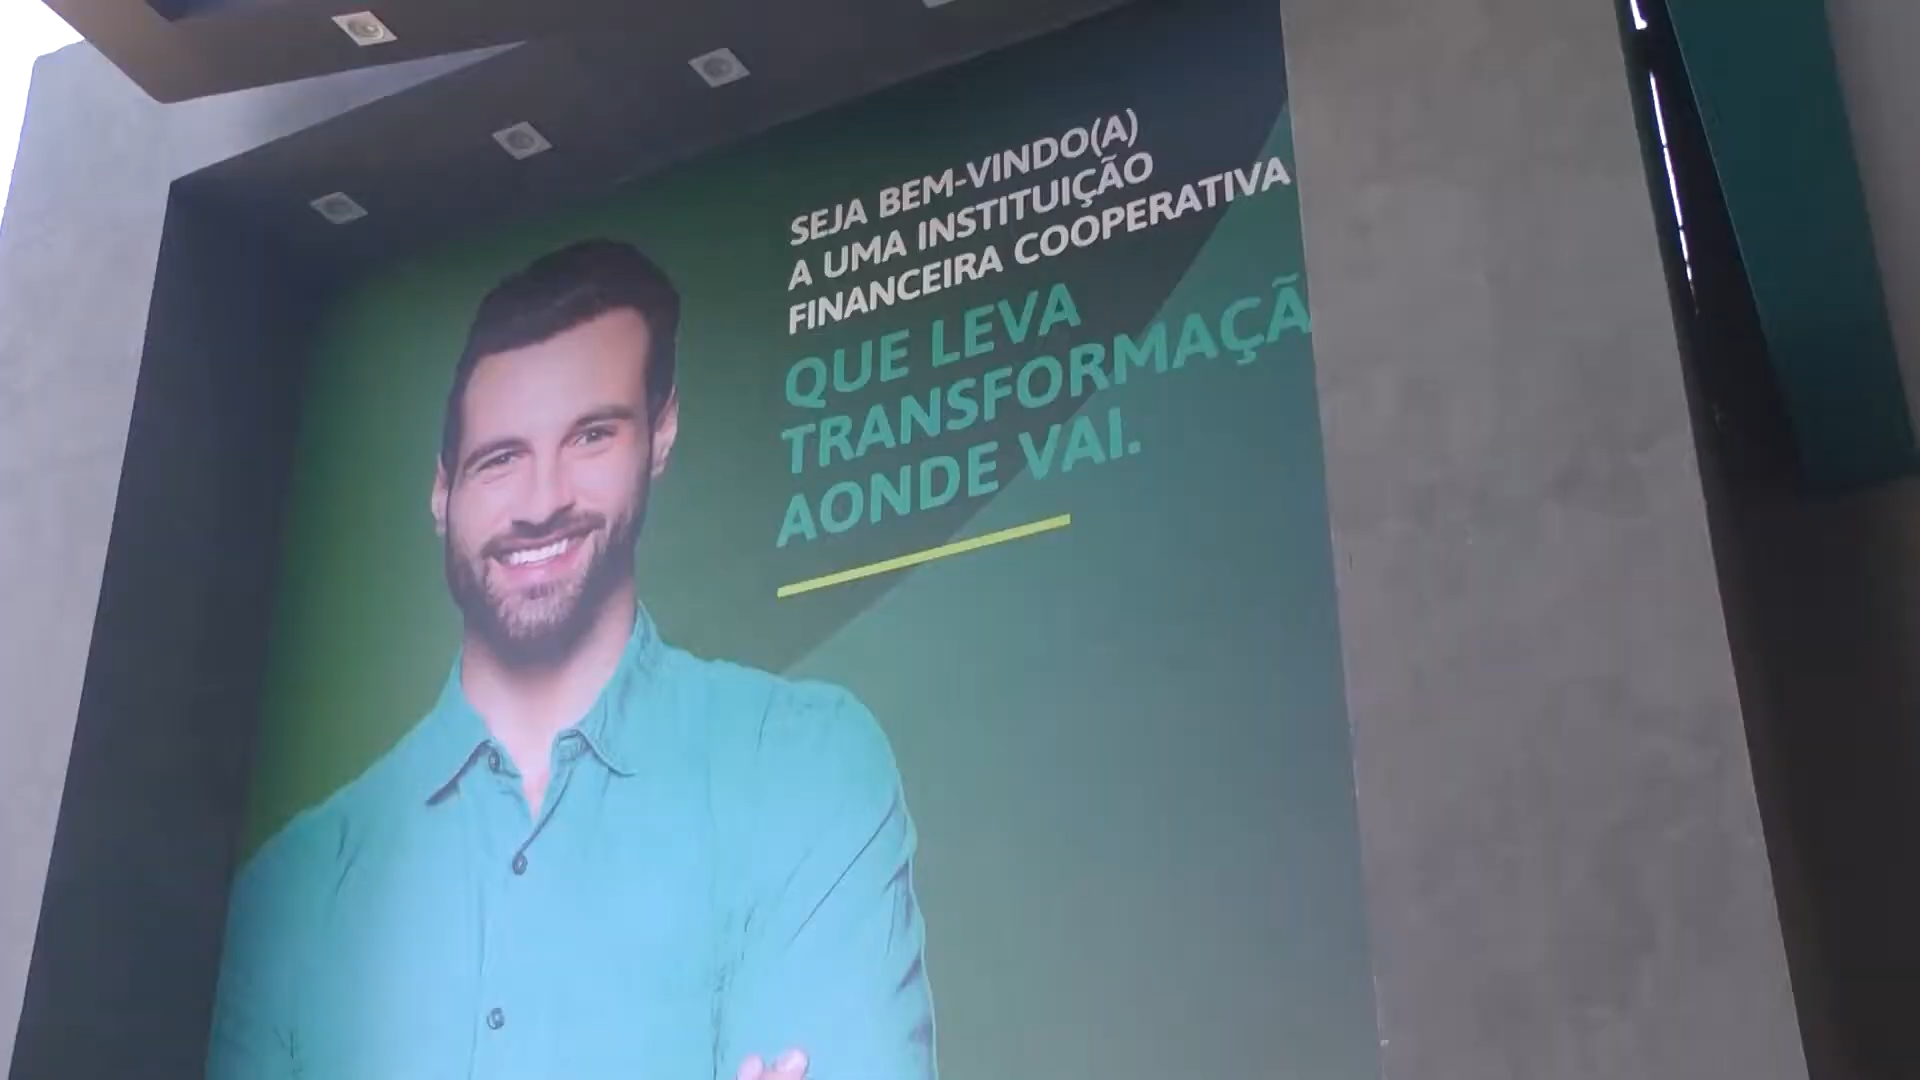 SEJA BEM-VINDO(A)
A UMA INSTITUIÇÃO
FINANCEIRA COOPERATIVA
QUE LEVA
TRANSFORMAÇÃ
AONDE VAI.